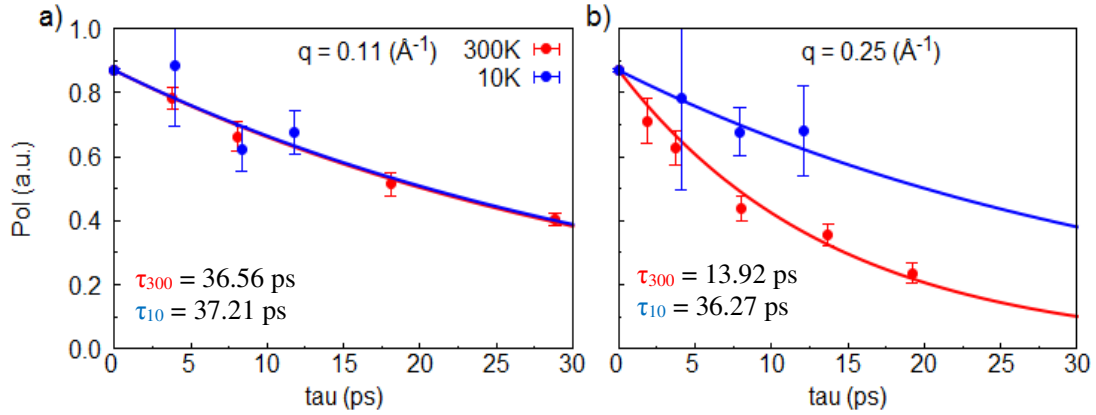 a)
q = 0.11 (Å⁻¹)
300K
10K
τ300 = 36.56 ps
τ10 = 37.21 ps
Pol (a.u.)
1.0
0.8
0.6
0.4
0.2
0.0
0 5 10 15 20 25 30
tau (ps)
b)
q = 0.25 (Å⁻¹)
τ300 = 13.92 ps
τ10 = 36.27 ps
0 5 10 15 20 25 30
tau (ps)